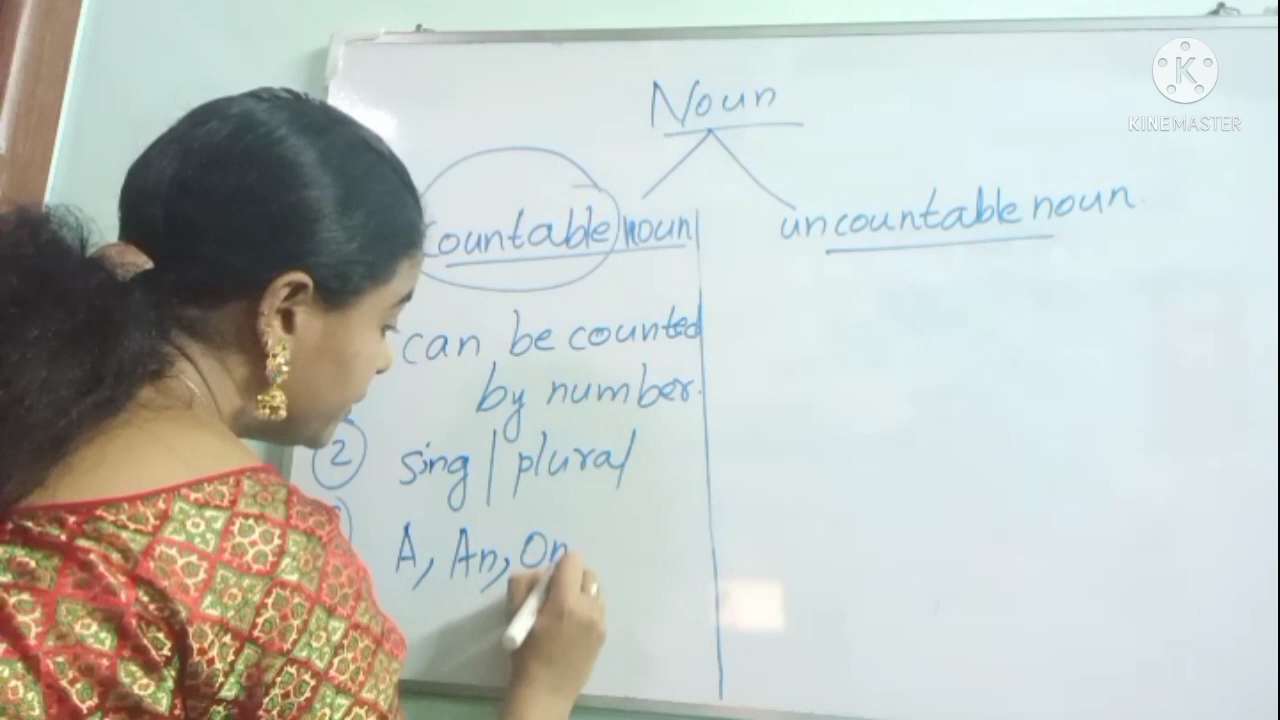 Noun
countable noun
uncountable noun.
can be counted
by number.
2 sing/plural
A, An, On
K
KINEMASTER